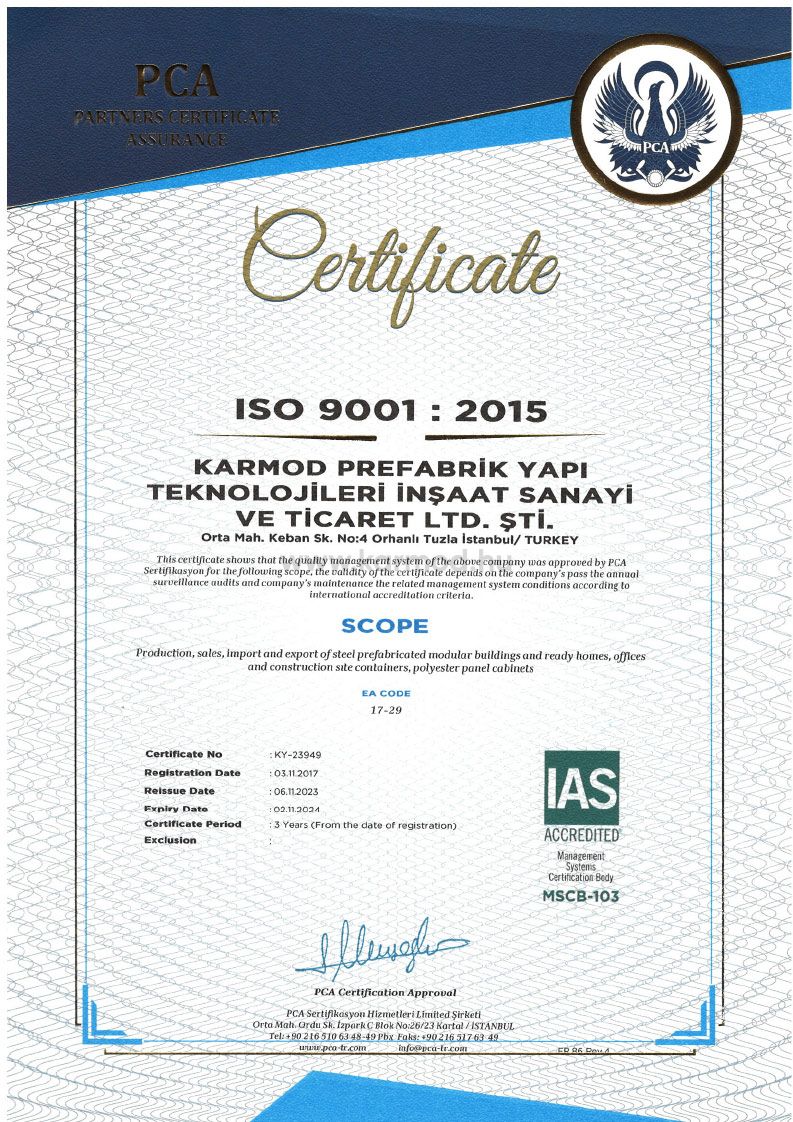 PCA
PARTNERS CERTIFICATE
ASSURANCE
PCA
Certificate
ISO 9001 : 2015
KARMOD PREFABRİK YAPI
TEKNOLOJİLERİ İNŞAAT SANAYİ
VE TİCARET LTD. ŞTİ.
Orta Mah. Keban Sk. No:4 Orhanlı Tuzla İstanbul/ TURKEY
www.karmod.hu
This certificate shows that the quality management system of the above company was approved by PCA
Sertifikasyon for the following scope, the validity of the certificate depends on the company's pass the annual
surveillance audits and company's maintenance the related management system conditions according to
international accreditation criteria.
SCOPE
Production, sales, import and export of steel prefabricated modular buildings and ready homes, offices
and construction site containers, polyester panel cabinets
EA CODE
17-29
Certificate No : KY-23949
Registration Date : 03.11.2017
Reissue Date : 06.11.2023
Expiry Date : 02.11.2024
Certificate Period : 3 Years (From the date of registration)
Exclusion :
IAS
ACCREDITED
Management
Systems
Certification Body
MSCB-103
PCA Certification Approval
PCA Sertifikasyon Hizmetleri Limited Şirketi
Orta Mah. Ordu Sk. İzpark C Blok No:26/23 Kartal / İSTANBUL
Tel: +90 216 510 63 48-49 Pbx Faks: +90 216 517 63 49
www.pca-tr.com info@pca-tr.com
FR.86 Rev.4